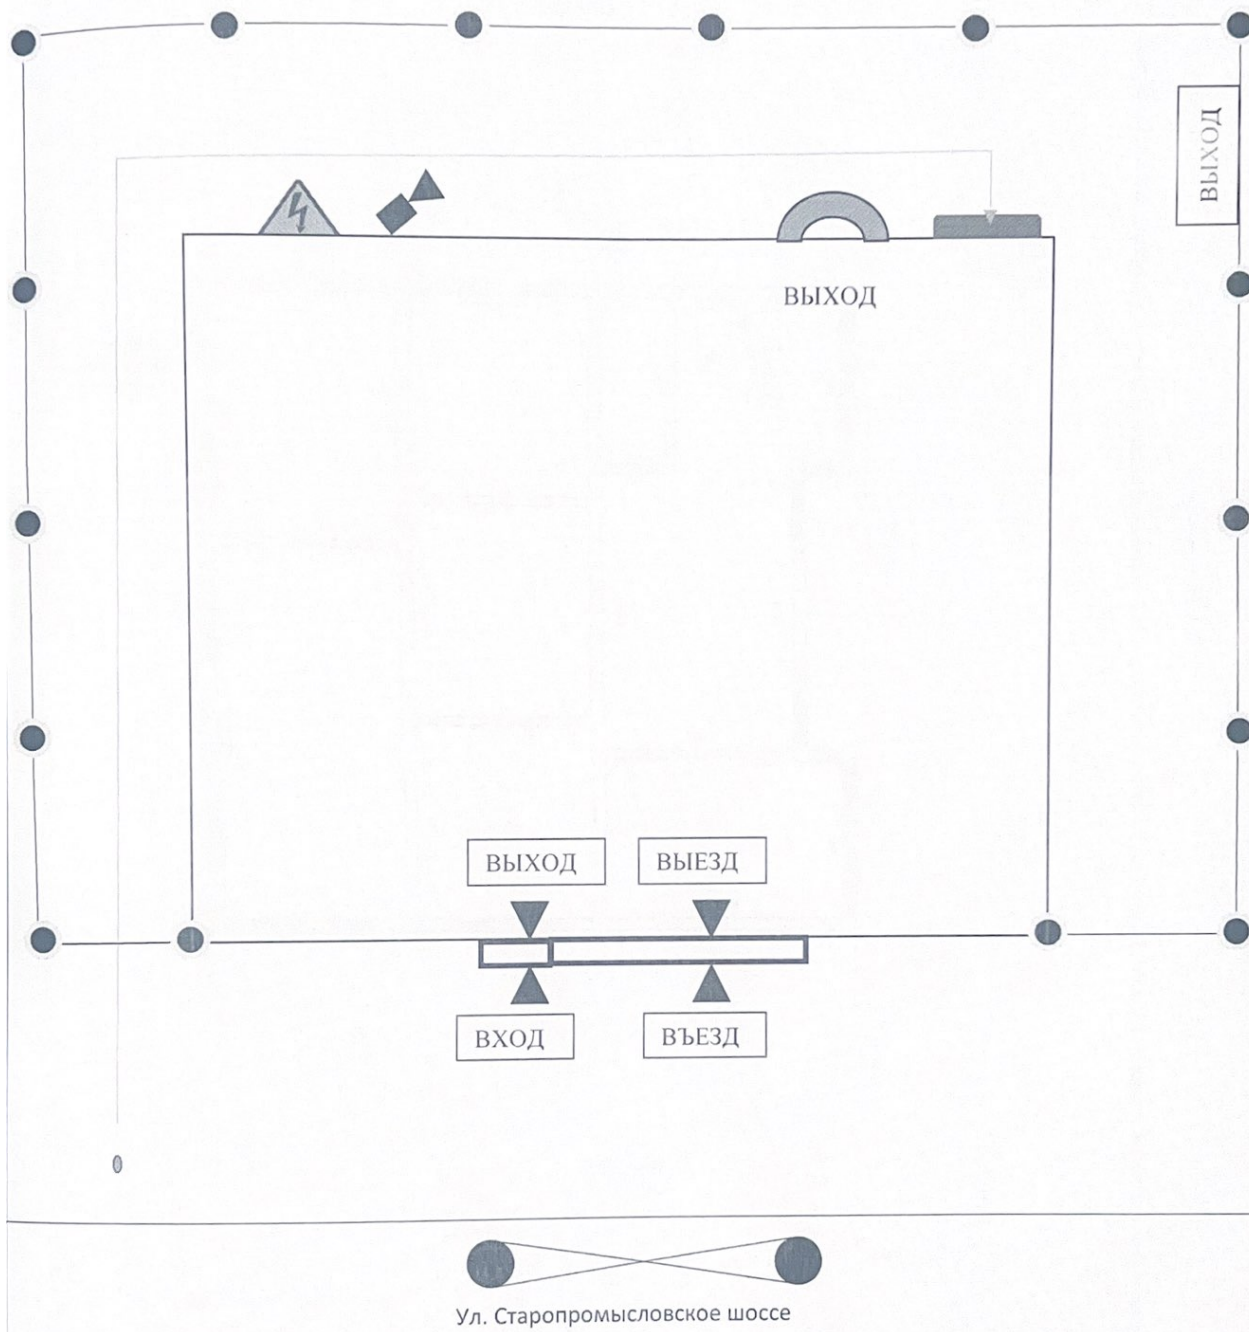 ВЫХОД
ВЫХОД
ВЫХОД
ВЫЕЗД
ВХОД
ВЪЕЗД
Ул. Старопромысловское шоссе